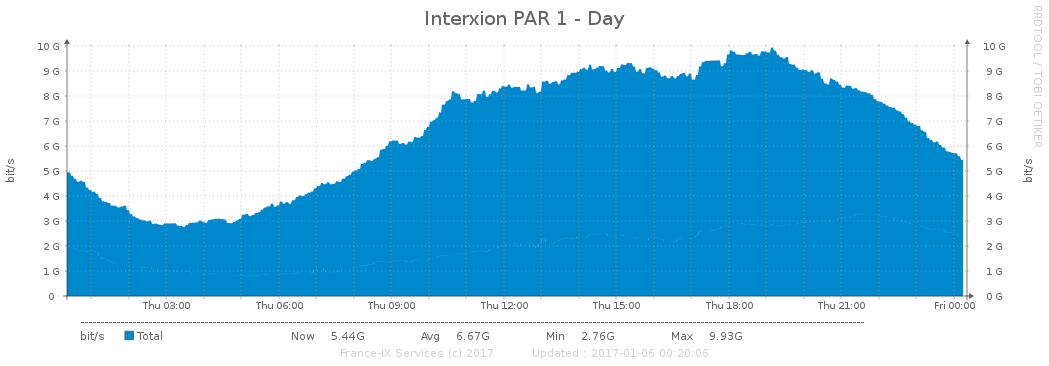 Interxion PAR 1 - Day
RRDTOOL / TOBI OETIKER
bit/s
10 G
9 G
8 G
7 G
6 G
5 G
4 G
3 G
2 G
1 G
0
10 G
9 G
8 G
7 G
6 G
5 G
4 G
3 G
2 G
1 G
0 G
bit/s
Thu 03:00 Thu 06:00 Thu 09:00 Thu 12:00 Thu 15:00 Thu 18:00 Thu 21:00 Fri 00:00
bit/s Total Now 5.44G Avg 6.67G Min 2.76G Max 9.93G
France-IX Services (c) 2017 Updated : 2017-01-06 00:20:06